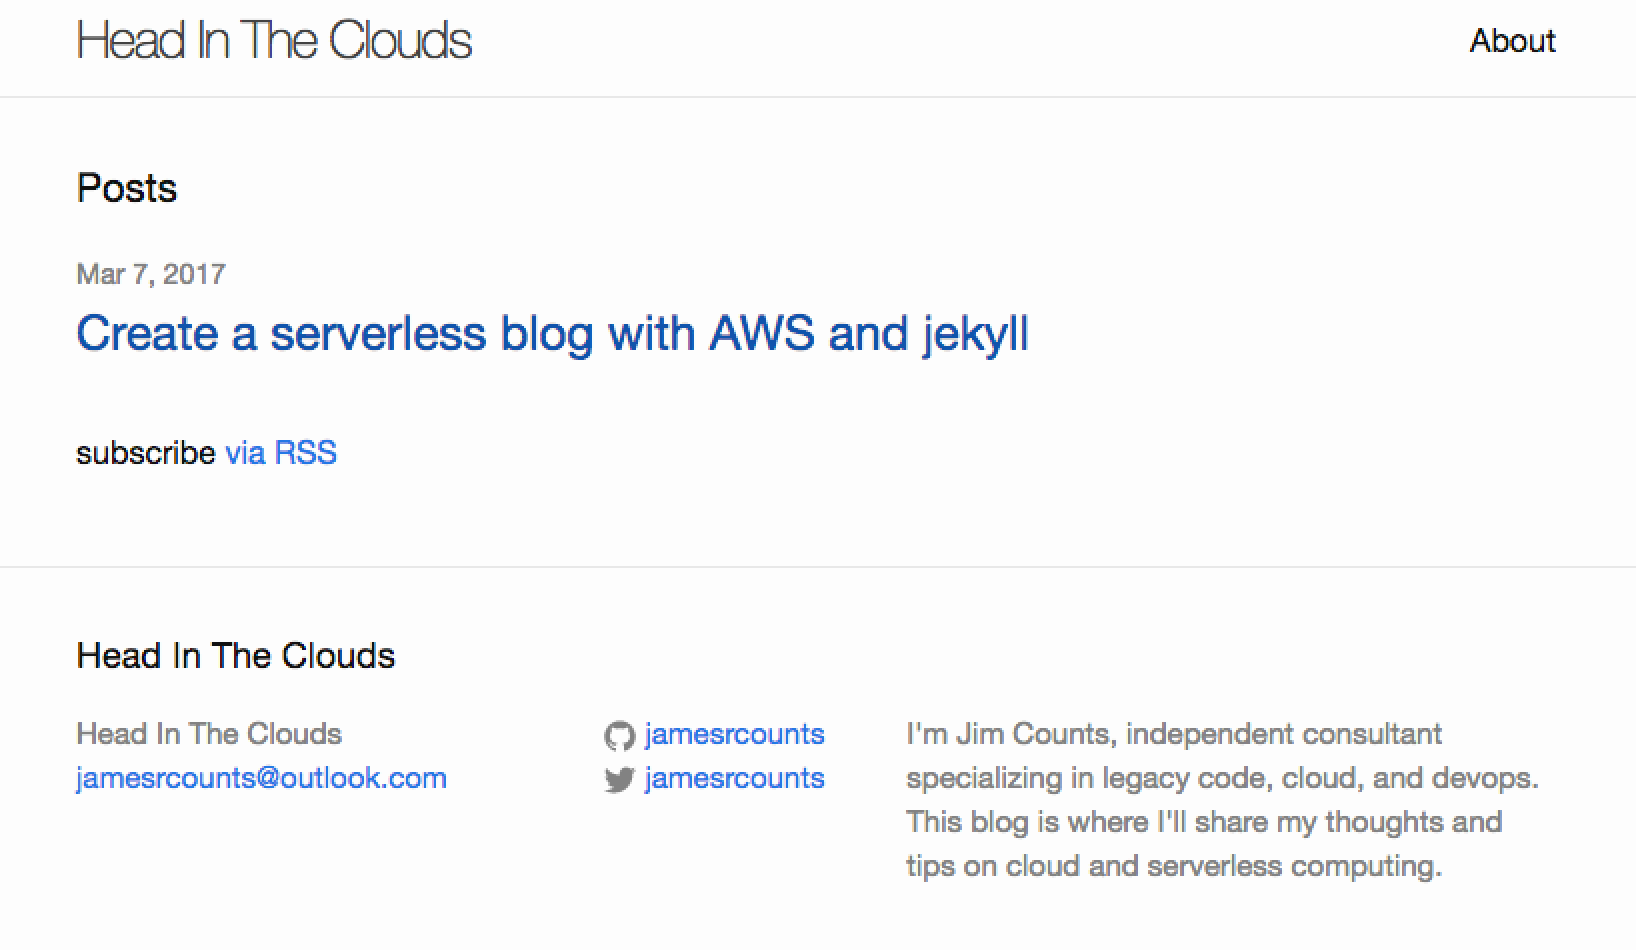 Head In The Clouds
About
Posts
Mar 7, 2017
Create a serverless blog with AWS and jekyll
subscribe via RSS
Head In The Clouds
Head In The Clouds
jamesrcounts@outlook.com
jamesrcounts
jamesrcounts
I'm Jim Counts, independent consultant
specializing in legacy code, cloud, and devops.
This blog is where I'll share my thoughts and
tips on cloud and serverless computing.